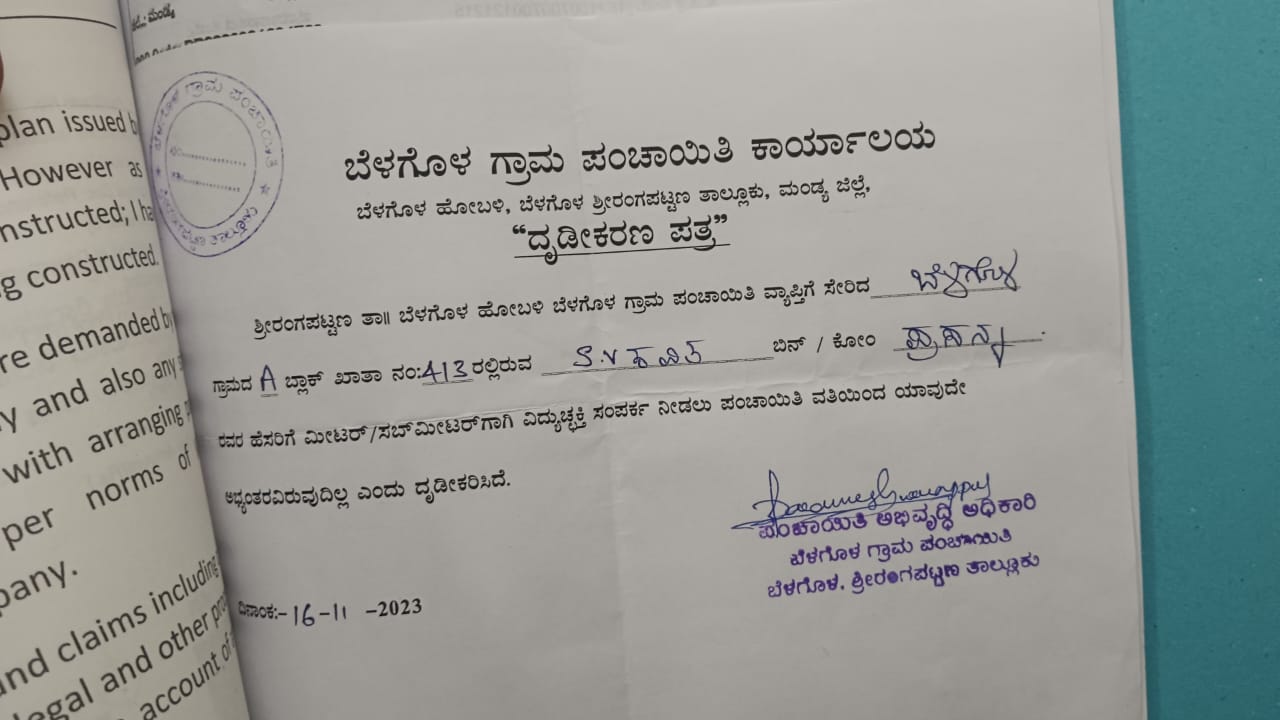 ಮಂಡ್ಯ
plan issued
However as
nstructed; I ha
g constructed.
re demanded by
y and also any
with arranging
per norms of
pany.
and claims including
legal and other
account of
ಬೆಳಗೊಳ ಗ್ರಾಮ ಪಂಚಾಯಿತಿ
ಬೆಳಗೊಳ ಗ್ರಾಮ ಪಂಚಾಯಿತಿ ಕಾರ್ಯಾಲಯ
ಬೆಳಗೊಳ ಹೋಬಳಿ, ಬೆಳಗೊಳ ಶ್ರೀರಂಗಪಟ್ಟಣ ತಾಲ್ಲೂಕು, ಮಂಡ್ಯ ಜಿಲ್ಲೆ,
“ದೃಡೀಕರಣ ಪತ್ರ”
ಶ್ರೀರಂಗಪಟ್ಟಣ ತಾ॥ ಬೆಳಗೊಳ ಹೋಬಳಿ ಬೆಳಗೊಳ ಗ್ರಾಮ ಪಂಚಾಯಿತಿ ವ್ಯಾಪ್ತಿಗೆ ಸೇರಿದ ಬೆಳಗೊಳ
ಗ್ರಾಮದ A ಬ್ಲಾಕ್ ಖಾತಾ ನಂ:413 ರಲ್ಲಿರುವ ಬಿನ್ / ಕೋಂ
ರವರ ಹೆಸರಿಗೆ ಮೀಟರ್/ಸಬ್‌ಮೀಟರ್‌ಗಾಗಿ ವಿದ್ಯುಚ್ಛಕ್ತಿ ಸಂಪರ್ಕ ನೀಡಲು ಪಂಚಾಯಿತಿ ವತಿಯಿಂದ ಯಾವುದೇ
ಅಭ್ಯಂತರವಿರುವುದಿಲ್ಲ ಎಂದು ದೃಡೀಕರಿಸಿದೆ.
ಪಂಚಾಯಿತಿ ಅಭಿವೃದ್ಧಿ ಅಧಿಕಾರಿ
ಬೆಳಗೊಳ ಗ್ರಾಮ ಪಂಚಾಯಿತಿ
ಬೆಳಗೊಳ, ಶ್ರೀರಂಗಪಟ್ಟಣ ತಾಲ್ಲೂಕು
ದಿನಾಂಕ:-16-11-2023